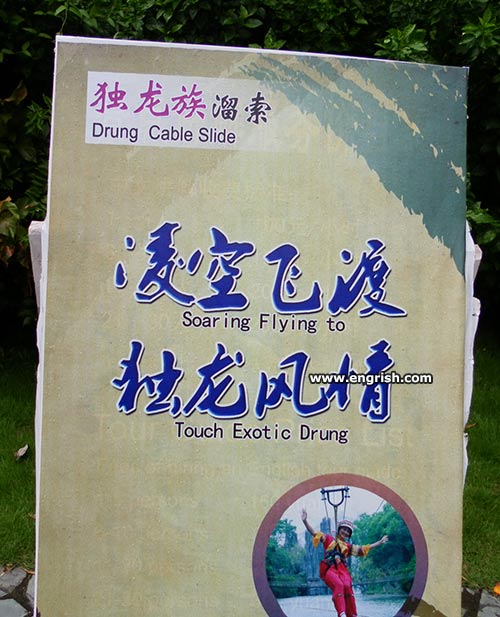 独龙族溜索
Drung Cable Slide
凌空飞渡
Soaring Flying to
独龙风情
www.engrish.com
Touch Exotic Drung